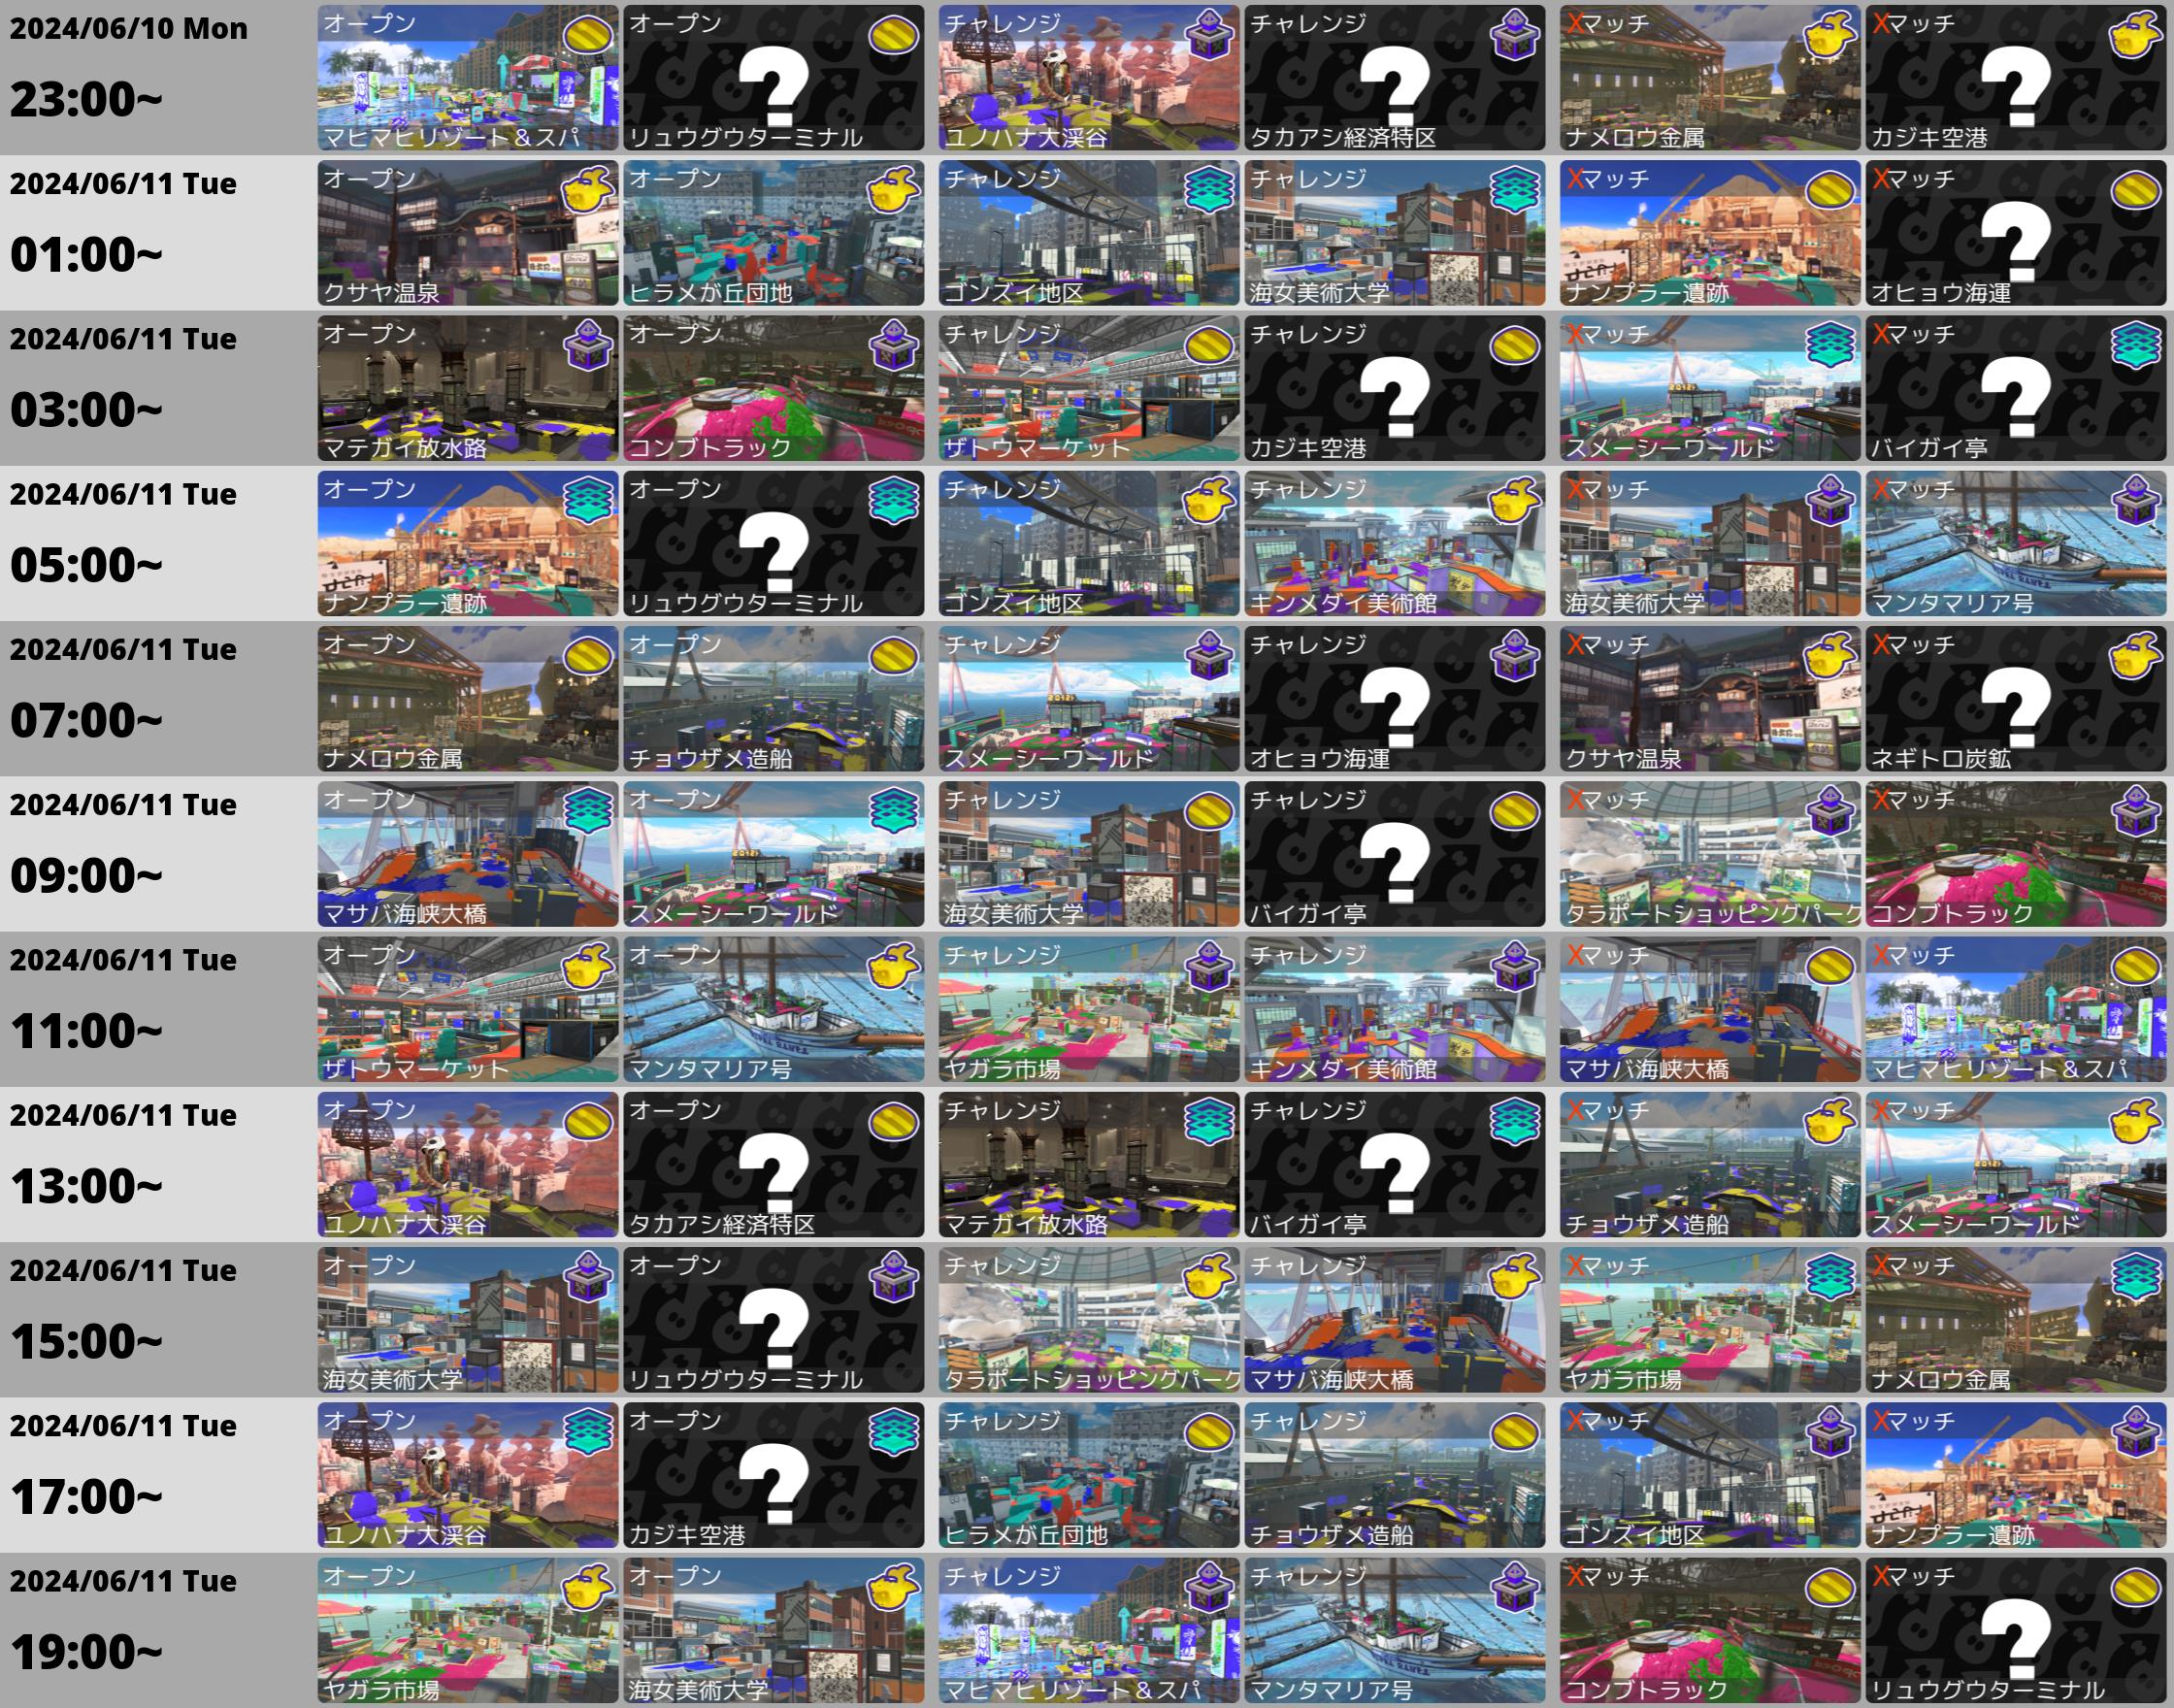 2024/06/10 Mon
23:00~
オープン
マヒマヒリゾート＆スパ
オープン
リュウグウターミナル
チャレンジ
ユノハナ大渓谷
チャレンジ
タカアシ経済特区
Xマッチ
ナメロウ金属
Xマッチ
カジキ空港
2024/06/11 Tue
01:00~
オープン
クサヤ温泉
オープン
ヒラメが丘団地
チャレンジ
ゴンズイ地区
チャレンジ
海女美術大学
Xマッチ
ナンプラー遺跡
Xマッチ
オヒョウ海運
2024/06/11 Tue
03:00~
オープン
マテガイ放水路
オープン
コンブトラック
チャレンジ
ザトウマーケット
チャレンジ
カジキ空港
Xマッチ
スメーシーワールド
Xマッチ
バイガイ亭
2024/06/11 Tue
05:00~
オープン
ナンプラー遺跡
オープン
リュウグウターミナル
チャレンジ
ゴンズイ地区
チャレンジ
キンメダイ美術館
Xマッチ
海女美術大学
Xマッチ
マンタマリア号
2024/06/11 Tue
07:00~
オープン
ナメロウ金属
オープン
チョウザメ造船
チャレンジ
スメーシーワールド
チャレンジ
オヒョウ海運
Xマッチ
クサヤ温泉
Xマッチ
ネギトロ炭鉱
2024/06/11 Tue
09:00~
オープン
マサバ海峡大橋
オープン
スメーシーワールド
チャレンジ
海女美術大学
チャレンジ
バイガイ亭
Xマッチ
タラポートショッピングパーク
Xマッチ
コンブトラック
2024/06/11 Tue
11:00~
オープン
ザトウマーケット
オープン
マンタマリア号
チャレンジ
ヤガラ市場
チャレンジ
キンメダイ美術館
Xマッチ
マサバ海峡大橋
Xマッチ
マヒマヒリゾート＆スパ
2024/06/11 Tue
13:00~
オープン
ユノハナ大渓谷
オープン
タカアシ経済特区
チャレンジ
マテガイ放水路
チャレンジ
バイガイ亭
Xマッチ
チョウザメ造船
Xマッチ
スメーシーワールド
2024/06/11 Tue
15:00~
オープン
海女美術大学
オープン
リュウグウターミナル
チャレンジ
タラポートショッピングパーク
チャレンジ
マサバ海峡大橋
Xマッチ
ヤガラ市場
Xマッチ
ナメロウ金属
2024/06/11 Tue
17:00~
オープン
ユノハナ大渓谷
オープン
カジキ空港
チャレンジ
ヒラメが丘団地
チャレンジ
チョウザメ造船
Xマッチ
ゴンズイ地区
Xマッチ
ナンプラー遺跡
2024/06/11 Tue
19:00~
オープン
ヤガラ市場
オープン
海女美術大学
チャレンジ
マヒマヒリゾート＆スパ
チャレンジ
マンタマリア号
Xマッチ
コンブトラック
Xマッチ
リュウグウターミナル